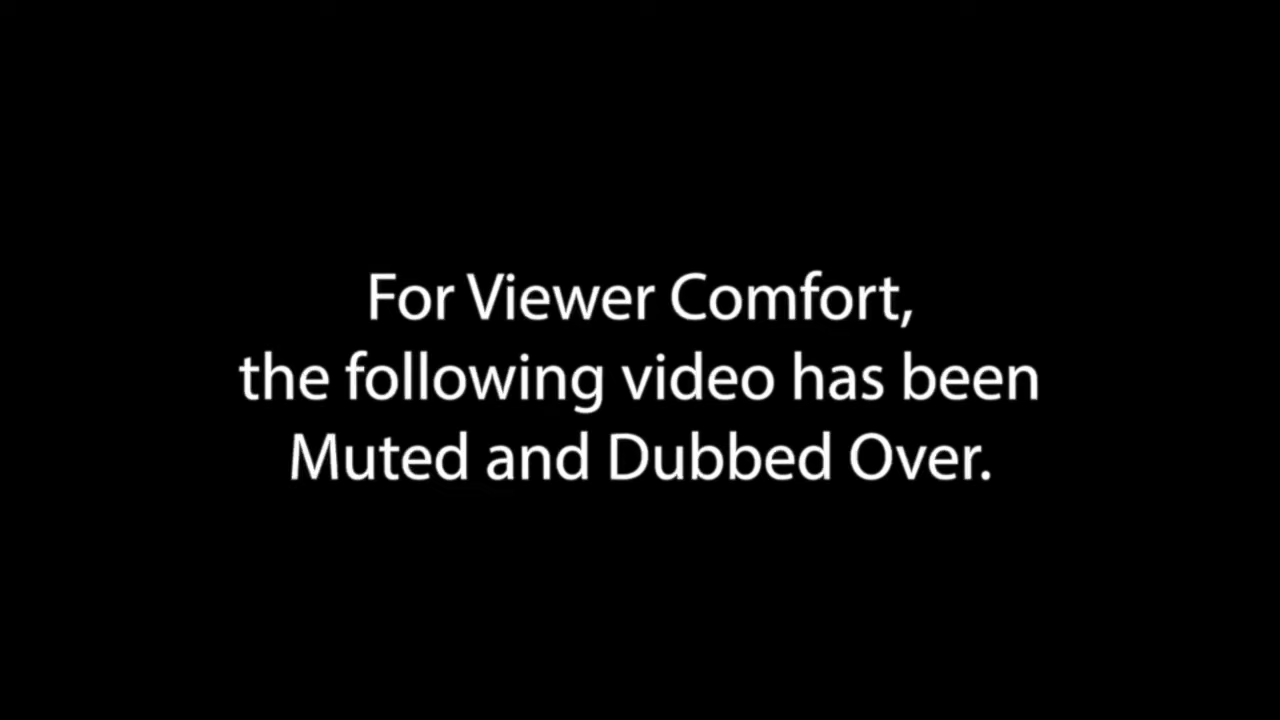 For Viewer Comfort,
the following video has been
Muted and Dubbed Over.